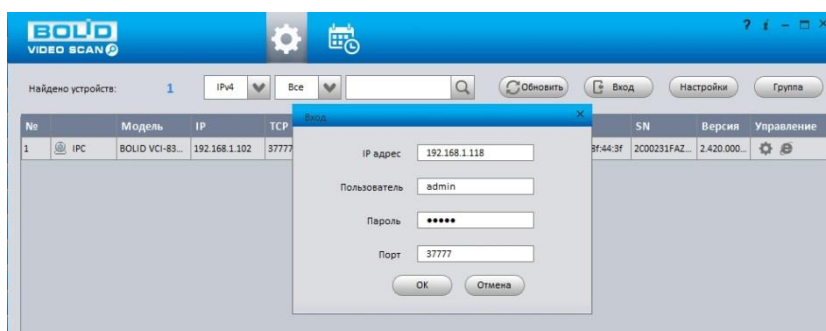 BOLID
VIDEO SCAN
? i
Найдено устройств: 1 IPv4 Все Обновить Вход Настройки Группа
№ Модель IP TCP SN Версия Управление
1 IPC BOLID VCI-83... 192.168.1.102 37777 3f:44:3f 2C00231FAZ... 2.420.000...
Вход
IP адрес 192.168.1.118
Пользователь admin
Пароль •••••
Порт 37777
OK Отмена